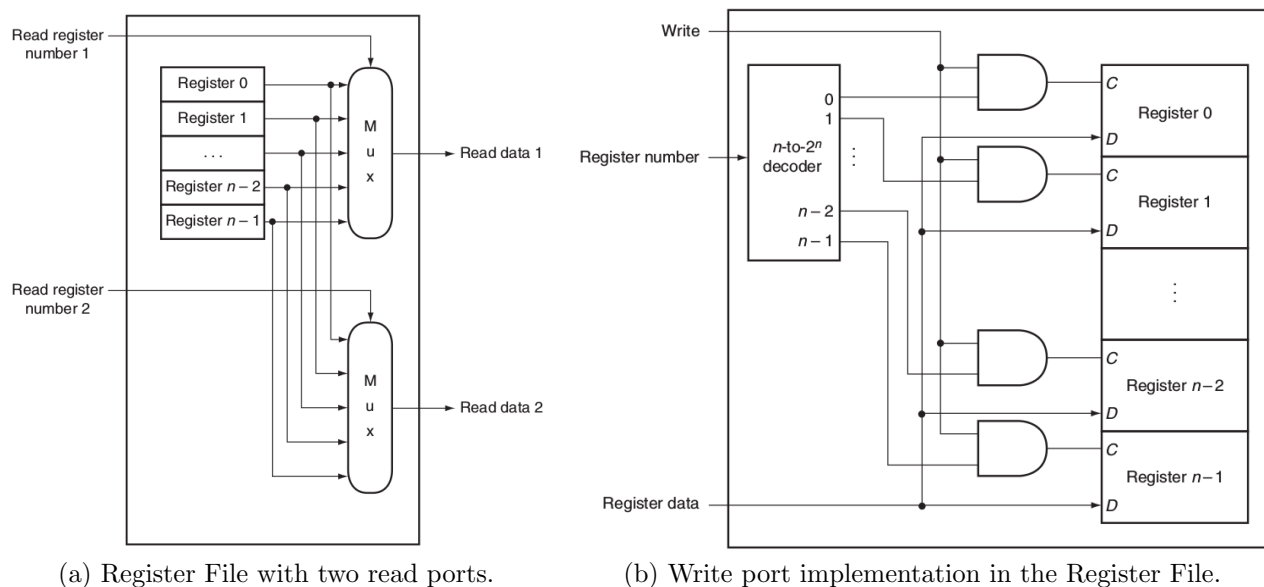 Read register
number 1
Register 0
Register 1
. . .
Register n – 2
Register n – 1
M
u
x
Read data 1
Read register
number 2
M
u
x
Read data 2
(a) Register File with two read ports.
Write
Register number
n-to-2ⁿ
decoder
0
1
⋮
n – 2
n – 1
C
Register 0
D
C
Register 1
D
⋮
C
Register n – 2
D
C
Register n – 1
D
Register data
(b) Write port implementation in the Register File.